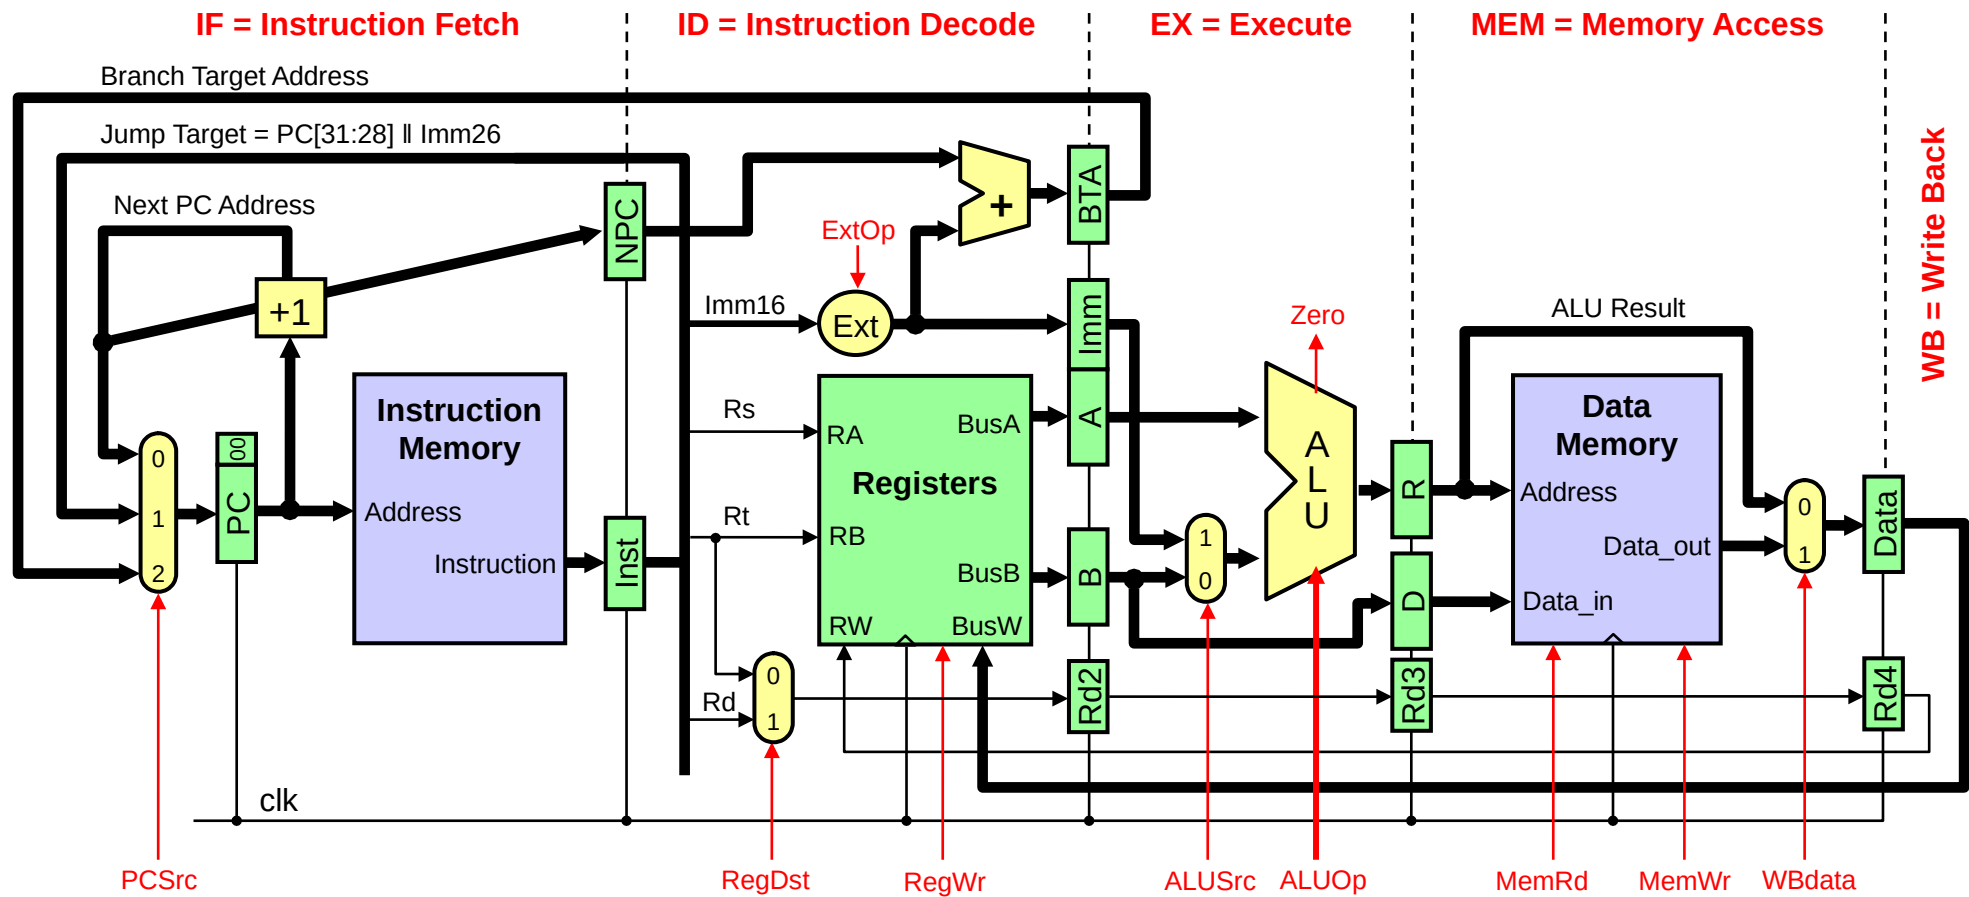 IF = Instruction Fetch
ID = Instruction Decode
EX = Execute
MEM = Memory Access
WB = Write Back
Branch Target Address
Jump Target = PC[31:28] ‖ Imm26
Next PC Address
+1
NPC
BTA
+
ExtOp
Imm16
Ext
Imm
Zero
ALU Result
Instruction
Memory
Address
Instruction
0
1
2
00
PC
Inst
Rs
Rt
Rd
RA
BusA
Registers
RB
BusB
RW
BusW
A
B
0
1
Rd2
1
0
A
L
U
R
D
Rd3
Data
Memory
Address
Data_out
Data_in
0
1
Data
Rd4
clk
PCSrc
RegDst
RegWr
ALUSrc
ALUOp
MemRd
MemWr
WBdata